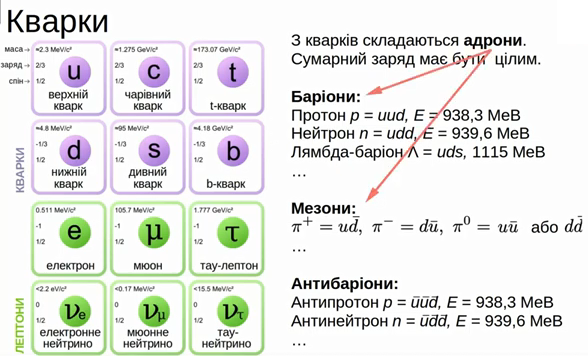 Кварки
маса→ ≈2.3 MeV/c² ≈1.275 GeV/c² ≈173.07 GeV/c²
заряд→ 2/3 2/3 2/3
спін→ 1/2 1/2 1/2
u c t
верхній кварк чарівний кварк t-кварк
≈4.8 MeV/c² ≈95 MeV/c² ≈4.18 GeV/c²
-1/3 -1/3 -1/3
1/2 1/2 1/2
d s b
нижній кварк дивний кварк b-кварк
КВАРКИ
0.511 MeV/c² 105.7 MeV/c² 1.777 GeV/c²
-1 -1 -1
1/2 1/2 1/2
e μ τ
електрон мюон тау-лептон
<2.2 eV/c² <0.17 MeV/c² <15.5 MeV/c²
0 0 0
1/2 1/2 1/2
νe νμ ντ
електронне нейтрино мюонне нейтрино тау-нейтрино
ЛЕПТОНИ
З кварків складаються адрони.
Сумарний заряд має бути цілим.
Баріони:
Протон p = uud, E = 938,3 МеВ
Нейтрон n = udd, E = 939,6 МеВ
Лямбда-баріон Λ = uds, 1115 МеВ
…
Мезони:
π⁺ = ud̄, π⁻ = dū, π⁰ = uū або dd̄
…
Антибаріони:
Антипротон p = ūūd̄, E = 938,3 МеВ
Антинейтрон n = ūd̄d̄, E = 939,6 МеВ
…